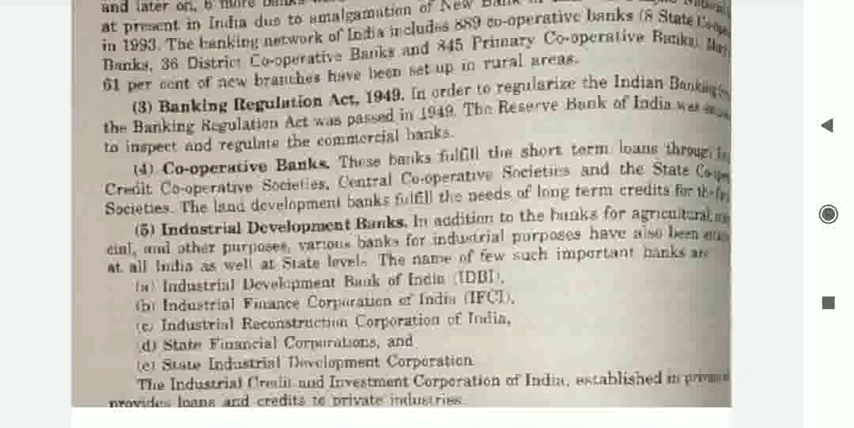 and later on, 6 more
at present in India due to amalgamation of New Bank
in 1993. The banking network of India includes 889 co-operative banks (8 State
Banks, 36 District Co-operative Banks and 845 Primary Co-operative Banks.
61 per cent of new branches have been set up in rural areas.
(3) Banking Regulation Act, 1949. In order to regularize the Indian Banking
the Banking Regulation Act was passed in 1949. The Reserve Bank of India was
to inspect and regulate the commercial banks.
(4) Co-operative Banks. These banks fulfill the short term loans through
Credit Co-operative Societies, Central Co-operative Societies and the State
Societies. The land development banks fulfill the needs of long term credits for the
(5) Industrial Development Banks. In addition to the banks for agricultural,
cial, and other purposes, various banks for industrial purposes have also been
at all India as well at State level. The name of few such important banks are
(a) Industrial Development Bank of India (IDBI),
(b) Industrial Finance Corporation of India (IFCI),
(c) Industrial Reconstruction Corporation of India,
(d) State Financial Corporations, and
(e) State Industrial Development Corporation
The Industrial Credit and Investment Corporation of India, established in
provides loans and credits to private industries.